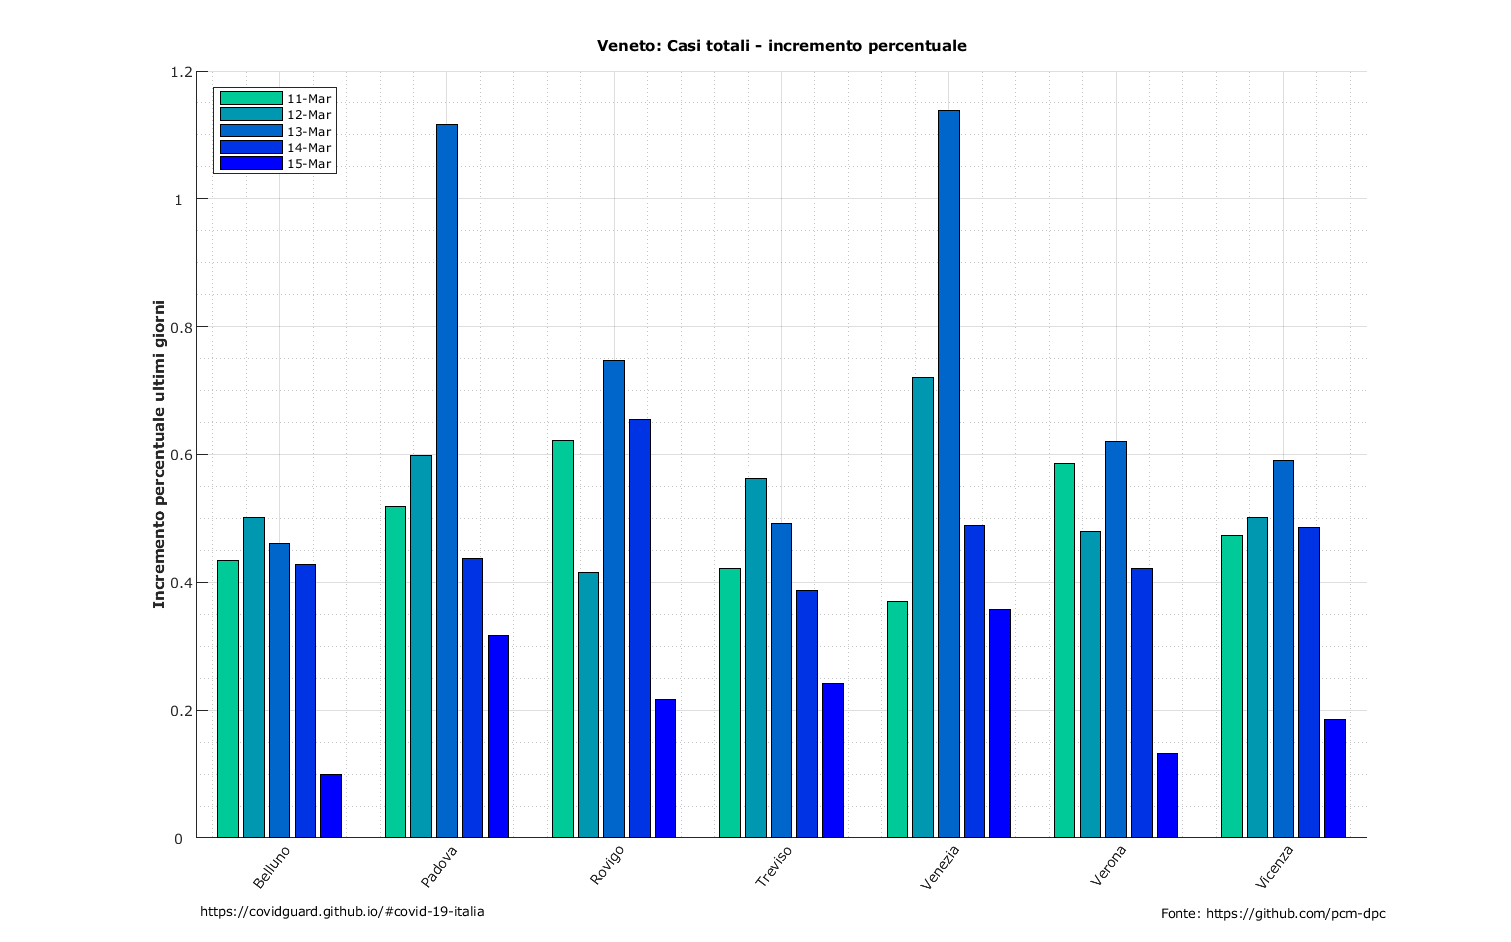 Veneto: Casi totali - incremento percentuale
11-Mar
12-Mar
13-Mar
14-Mar
15-Mar
Incremento percentuale ultimi giorni
1.2
1
0.8
0.6
0.4
0.2
0
Belluno
Padova
Rovigo
Treviso
Venezia
Verona
Vicenza
https://covidguard.github.io/#covid-19-italia
Fonte: https://github.com/pcm-dpc